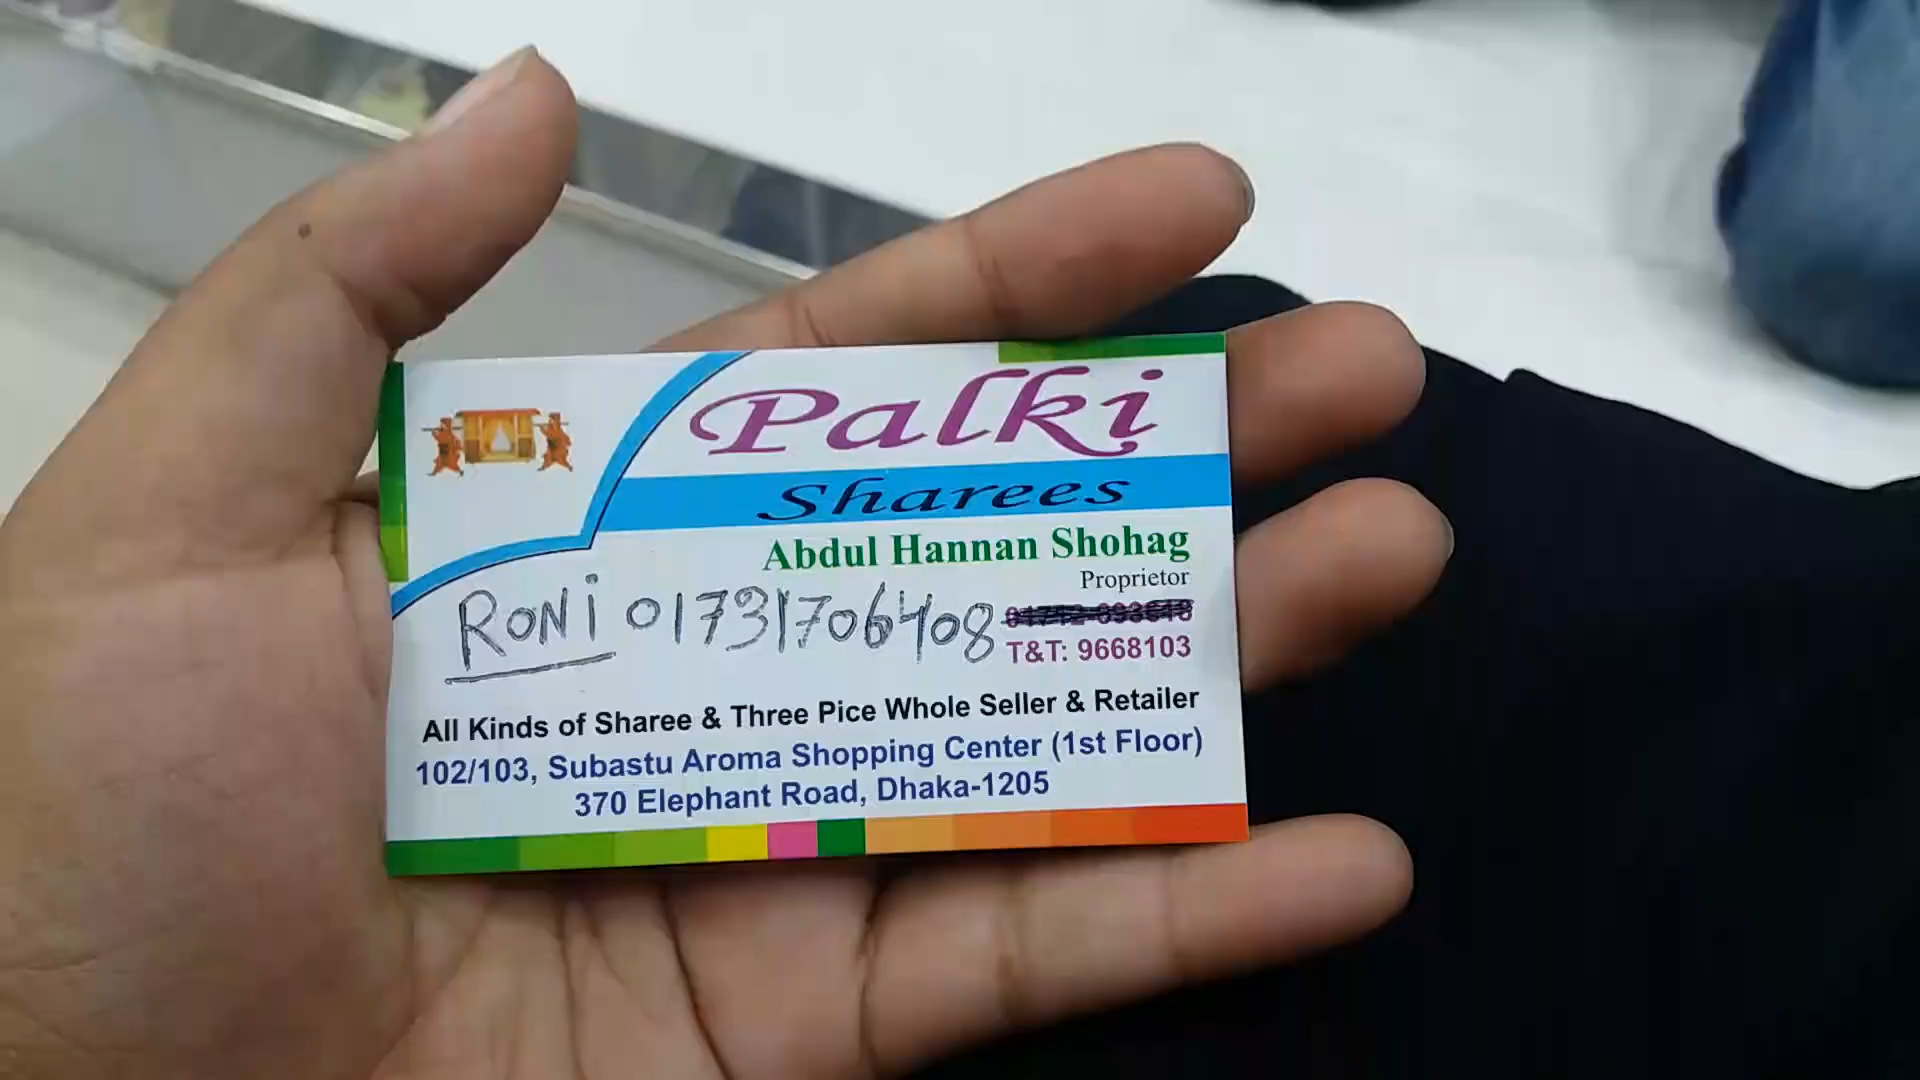 Palki
Sharees
Abdul Hannan Shohag
Proprietor
RONI 01731706408
T&T: 9668103
All Kinds of Sharee & Three Pice Whole Seller & Retailer
102/103, Subastu Aroma Shopping Center (1st Floor)
370 Elephant Road, Dhaka-1205